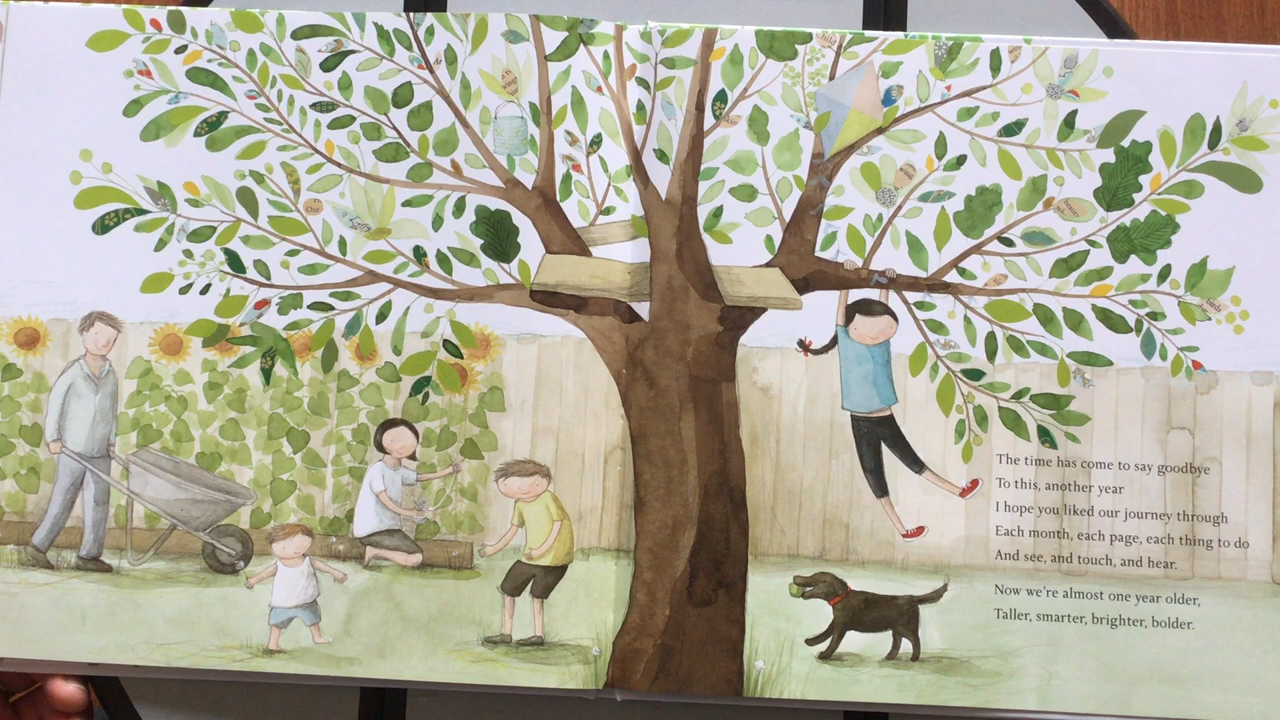 The time has come to say goodbye
To this, another year
I hope you liked our journey through
Each month, each page, each thing to do
And see, and touch, and hear.
Now we're almost one year older,
Taller, smarter, brighter, bolder.